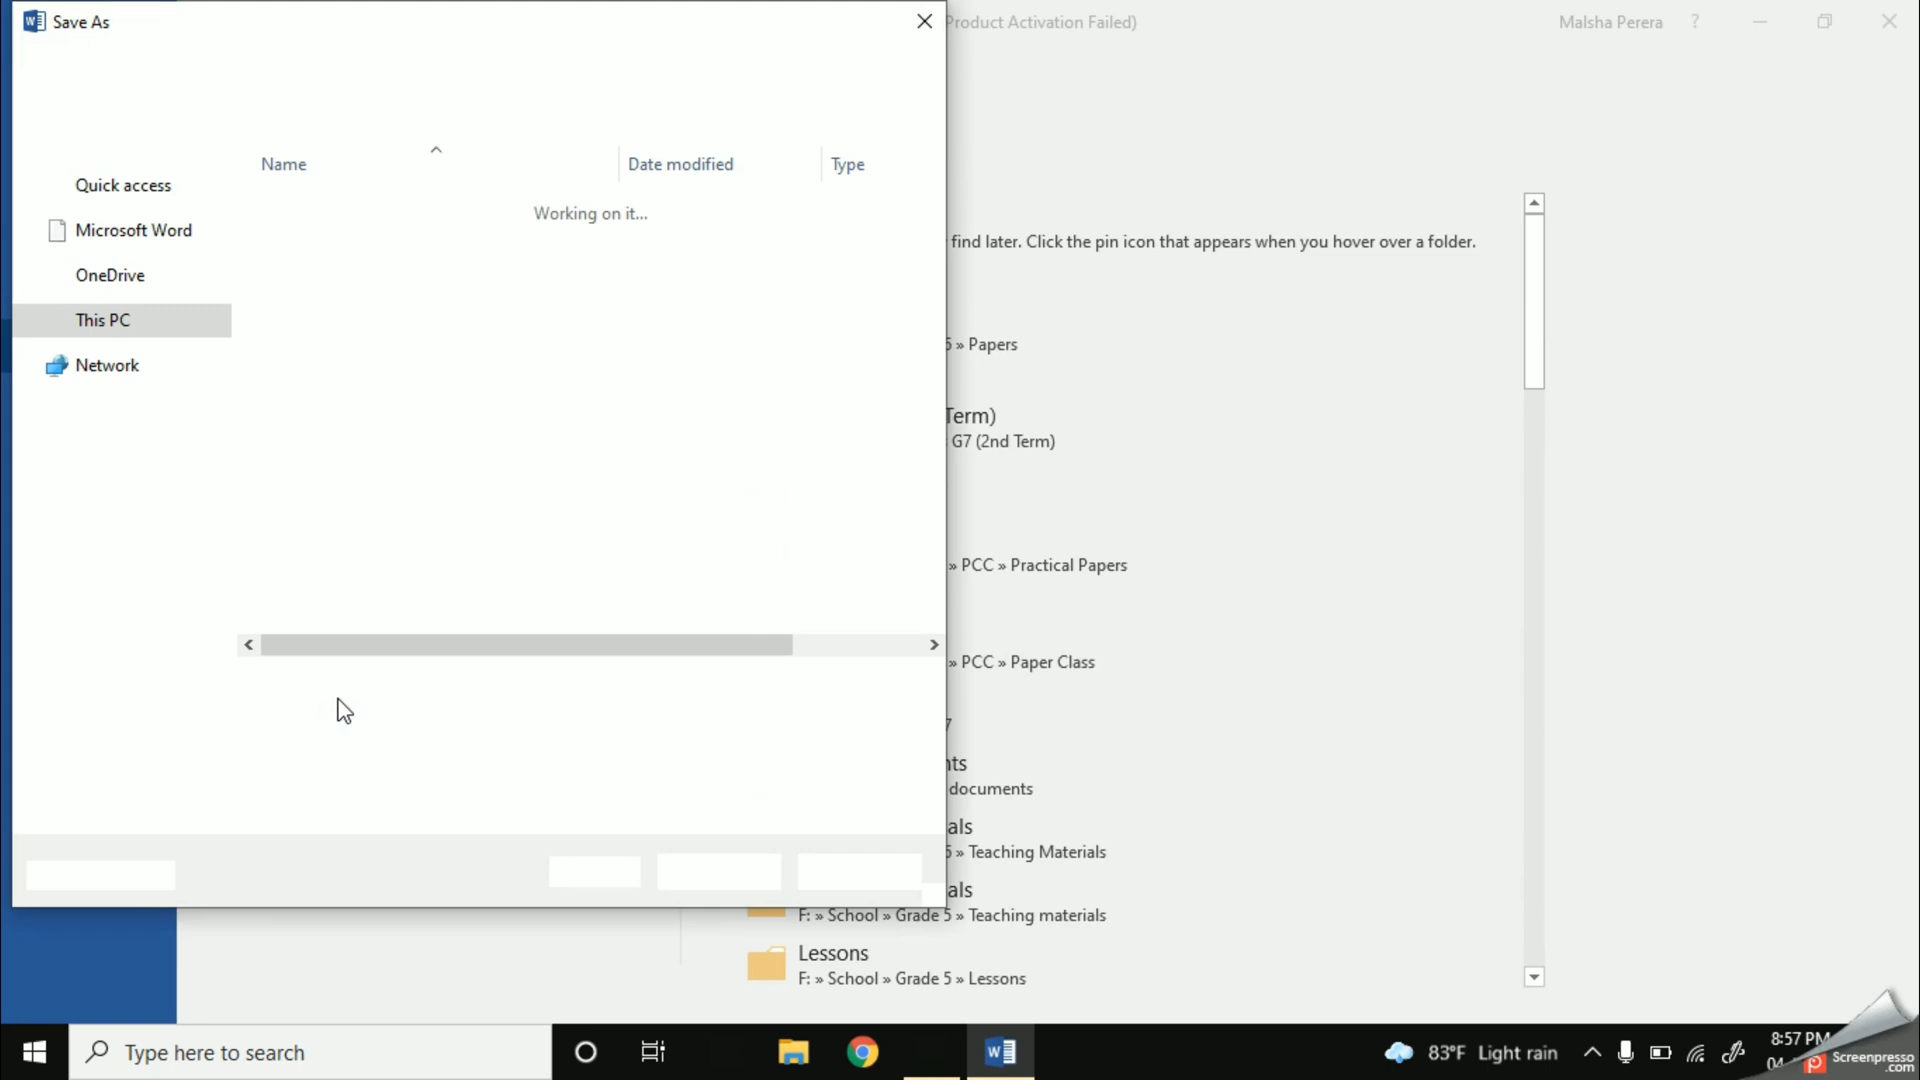 Save As
Product Activation Failed)
Malsha Perera
?
Name
Date modified
Type
Working on it...
Quick access
Microsoft Word
OneDrive
This PC
Network
find later. Click the pin icon that appears when you hover over a folder.
» Papers
Term)
G7 (2nd Term)
» PCC » Practical Papers
» PCC » Paper Class
documents
» Teaching Materials
F: » School » Grade 5 » Teaching materials
Lessons
F: » School » Grade 5 » Lessons
Type here to search
83°F Light rain
8:57 PM
Screenpresso
.com